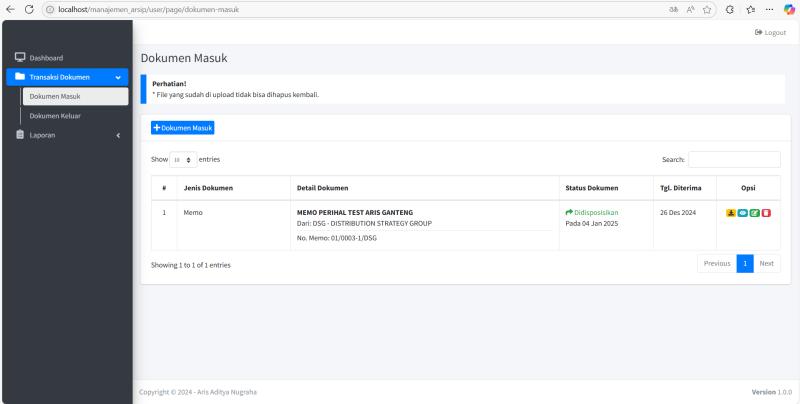 localhost/manajemen_arsip/user/page/dokumen-masuk
Logout
Dashboard
Transaksi Dokumen
Dokumen Masuk
Dokumen Keluar
Laporan
Dokumen Masuk
Perhatian!
* File yang sudah di upload tidak bisa dihapus kembali.
Dokumen Masuk
Show 10 entries
Search:
# Jenis Dokumen Detail Dokumen Status Dokumen Tgl. Diterima Opsi
1 Memo MEMO PERIHAL TEST ARIS GANTENG Didisposisikan 26 Des 2024
Dari: DSG - DISTRIBUTION STRATEGY GROUP Pada 04 Jan 2025
No. Memo: 01/0003-1/DSG
Showing 1 to 1 of 1 entries
Previous 1 Next
Copyright © 2024 - Aris Aditya Nugraha
Version 1.0.0